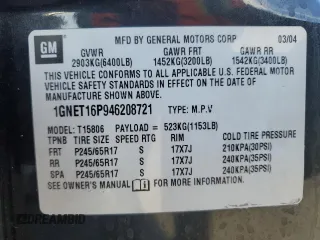 GM
MFD BY GENERAL MOTORS CORP 03/04
GVWR GAWR FRT GAWR RR
2903KG(6400LB) 1452KG(3200LB) 1542KG(3400LB)
THIS VEHICLE CONFORMS TO ALL APPLICABLE U.S. FEDERAL MOTOR
VEHICLE SAFETY STANDARDS IN EFFECT ON THE DATE OF
MANUFACTURE SHOWN ABOVE.
1GNET16P946208721 TYPE: M.P.V
MODEL: T15806 PAYLOAD = 523KG(1153LB)
TPNB TIRE SIZE SPEED RTG RIM COLD TIRE PRESSURE
FRT P245/65R17 S 17X7J 210KPA(30PSI)
RR P245/65R17 S 17X7J 240KPA(35PSI)
SPA P245/65R17 S 17X7J 240KPA(35PSI)
SEE OWNER'S MANUAL FOR ADDITIONAL INFORMATION